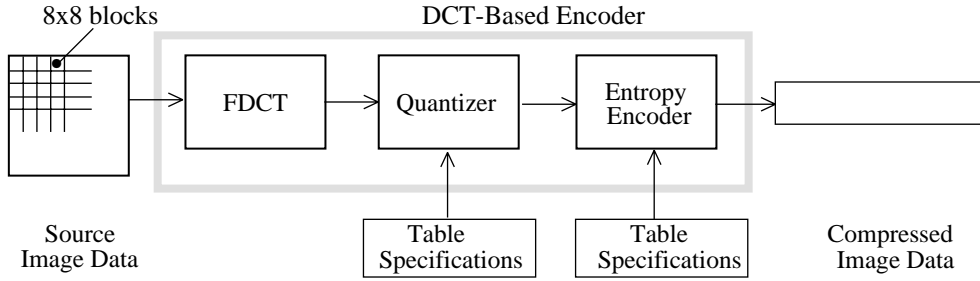 8x8 blocks
DCT-Based Encoder
FDCT
Quantizer
Entropy
Encoder
Source
Image Data
Table
Specifications
Table
Specifications
Compressed
Image Data